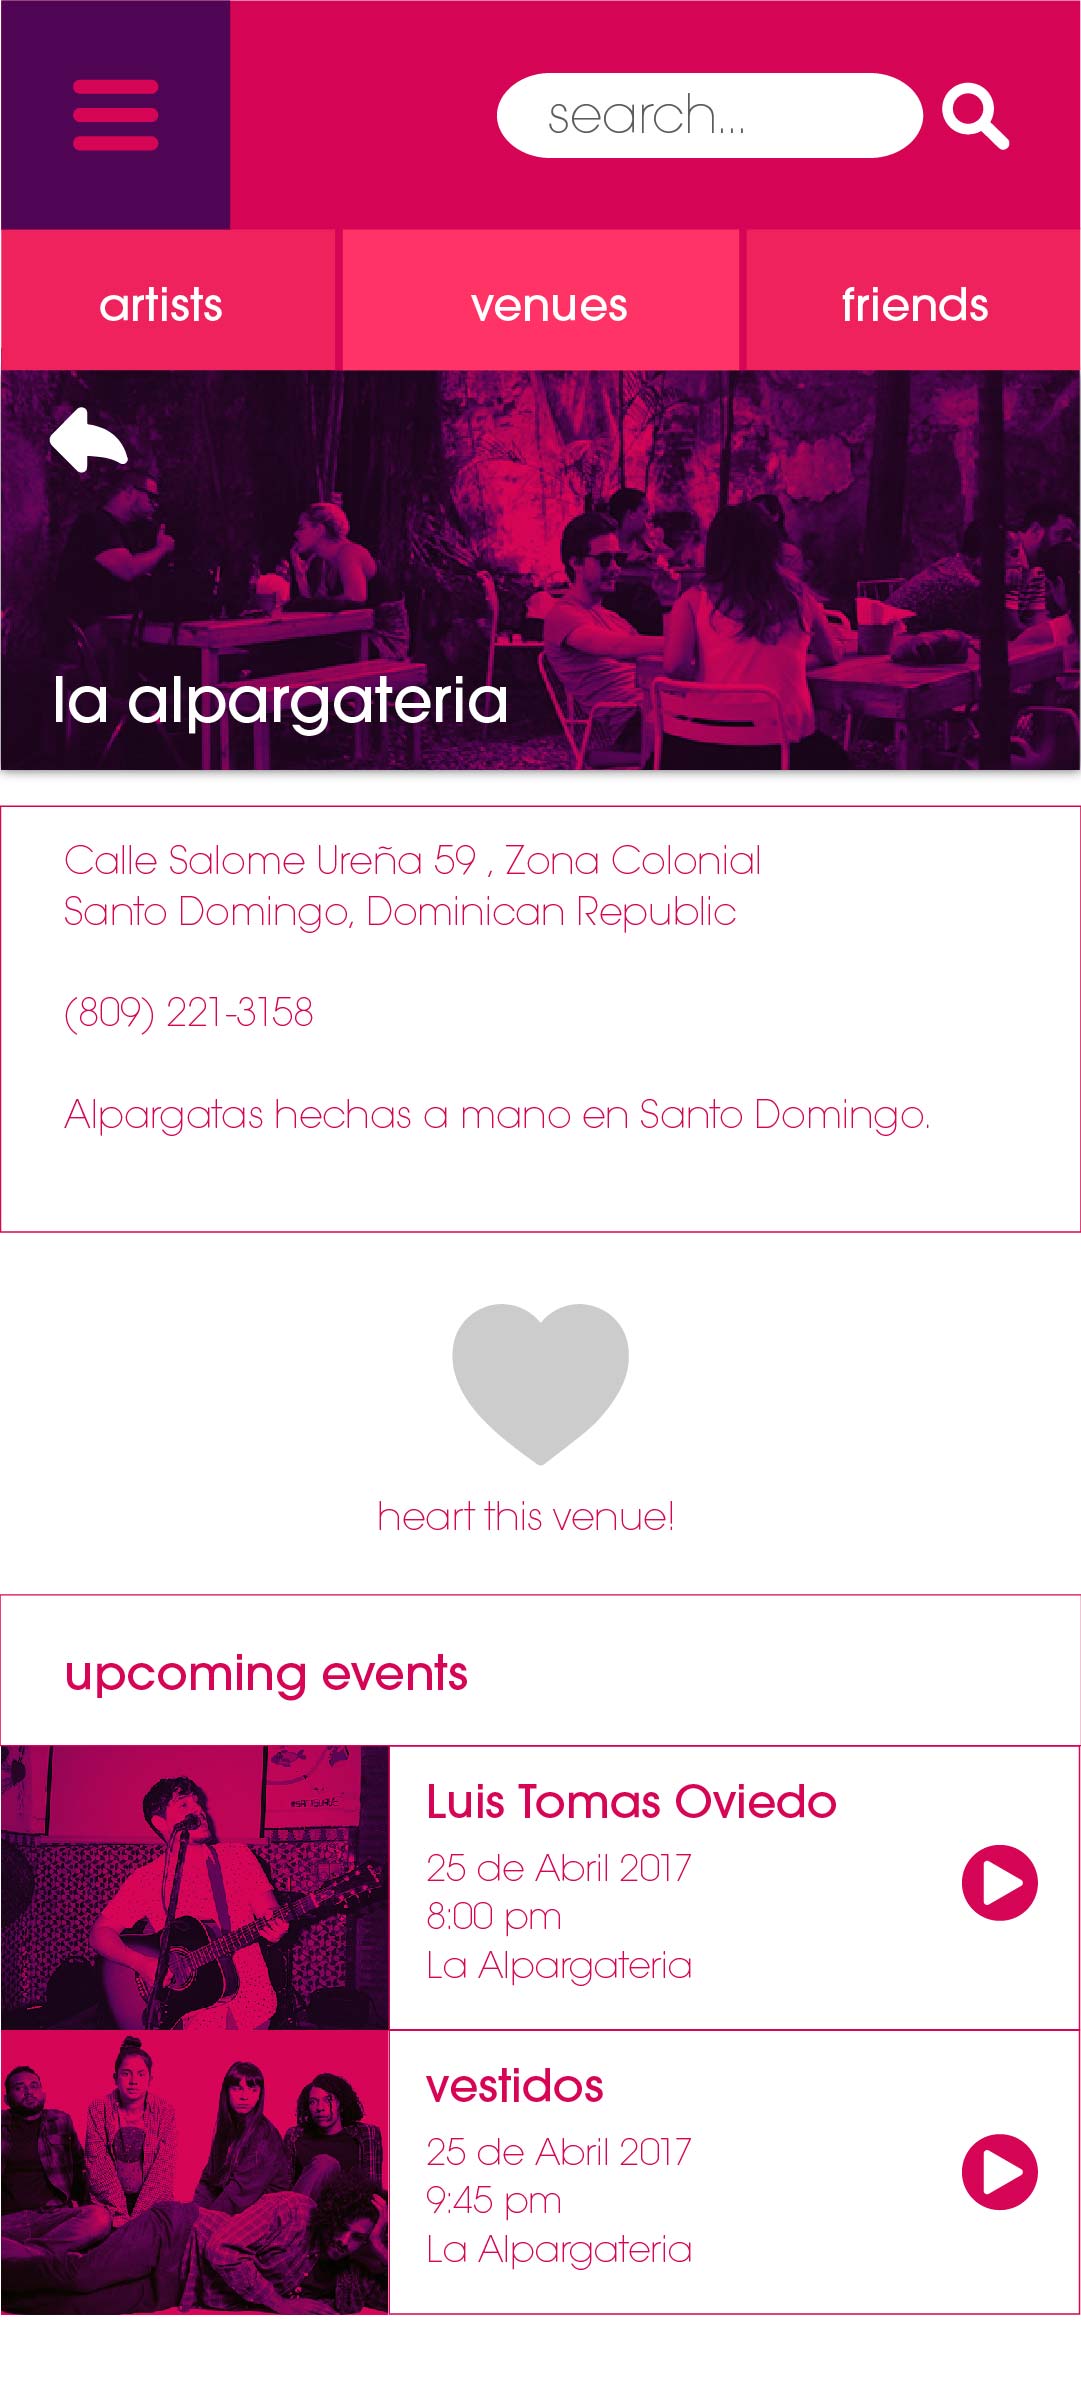 search...
artists
venues
friends
la alpargateria
Calle Salome Ureña 59 , Zona Colonial
Santo Domingo, Dominican Republic
(809) 221-3158
Alpargatas hechas a mano en Santo Domingo.
heart this venue!
upcoming events
Luis Tomas Oviedo
25 de Abril 2017
8:00 pm
La Alpargateria
vestidos
25 de Abril 2017
9:45 pm
La Alpargateria